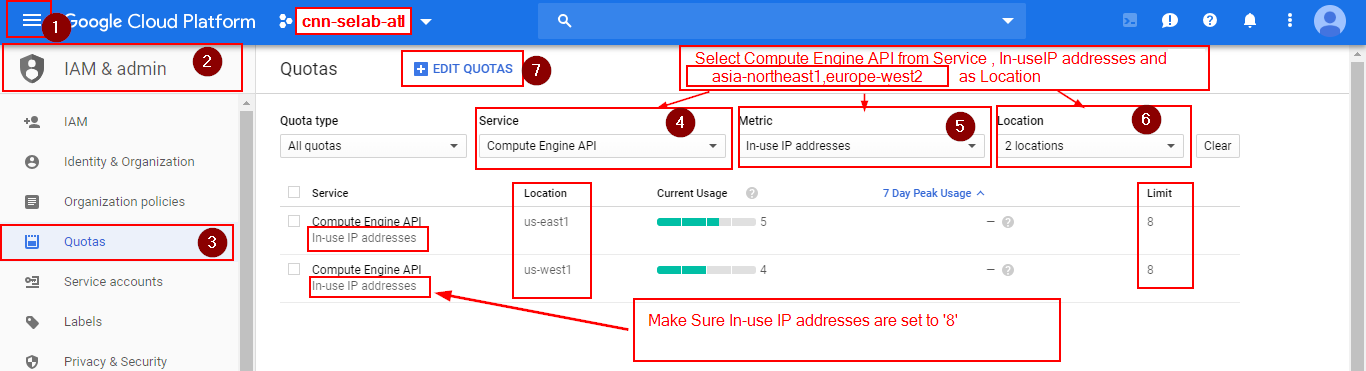 1
Google Cloud Platform
cnn-selab-atl
2
IAM & admin
Quotas
EDIT QUOTAS
7
Select Compute Engine API from Service , In-useIP addresses and
asia-northeast1,europe-west2 as Location
IAM
Identity & Organization
Organization policies
Quotas
3
Service accounts
Labels
Privacy & Security
Quota type
Service
4
Metric
5
Location
6
All quotas
Compute Engine API
In-use IP addresses
2 locations
Clear
Service
Location
Current Usage
7 Day Peak Usage
Limit
Compute Engine API
In-use IP addresses
us-east1
5
–
8
Compute Engine API
In-use IP addresses
us-west1
4
–
8
Make Sure In-use IP addresses are set to '8'